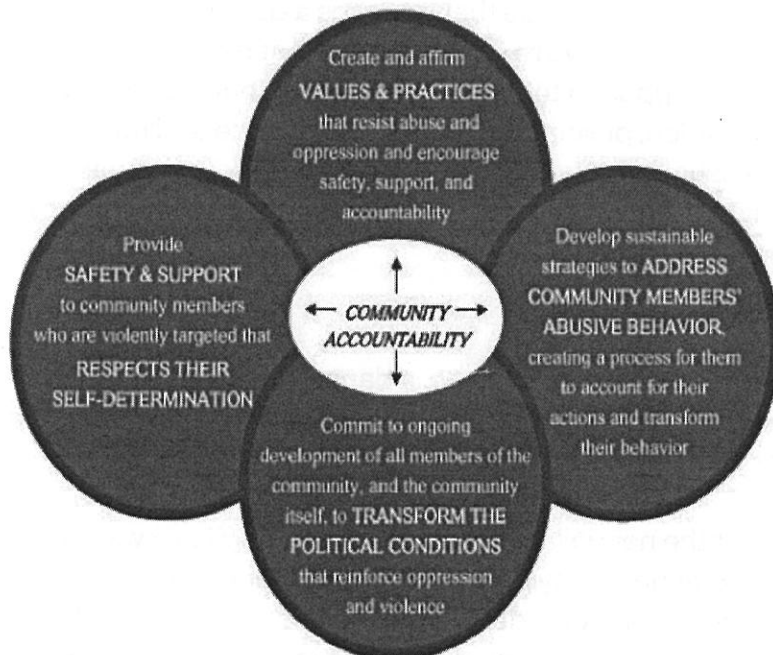 Create and affirm
VALUES & PRACTICES
that resist abuse and
oppression and encourage
safety, support, and
accountability
Provide
SAFETY & SUPPORT
to community members
who are violently targeted that
RESPECTS THEIR
SELF-DETERMINATION
COMMUNITY
ACCOUNTABILITY
Develop sustainable
strategies to ADDRESS
COMMUNITY MEMBERS'
ABUSIVE BEHAVIOR,
creating a process for them
to account for their
actions and transform
their behavior
Commit to ongoing
development of all members of the
community, and the community
itself, to TRANSFORM THE
POLITICAL CONDITIONS
that reinforce oppression
and violence